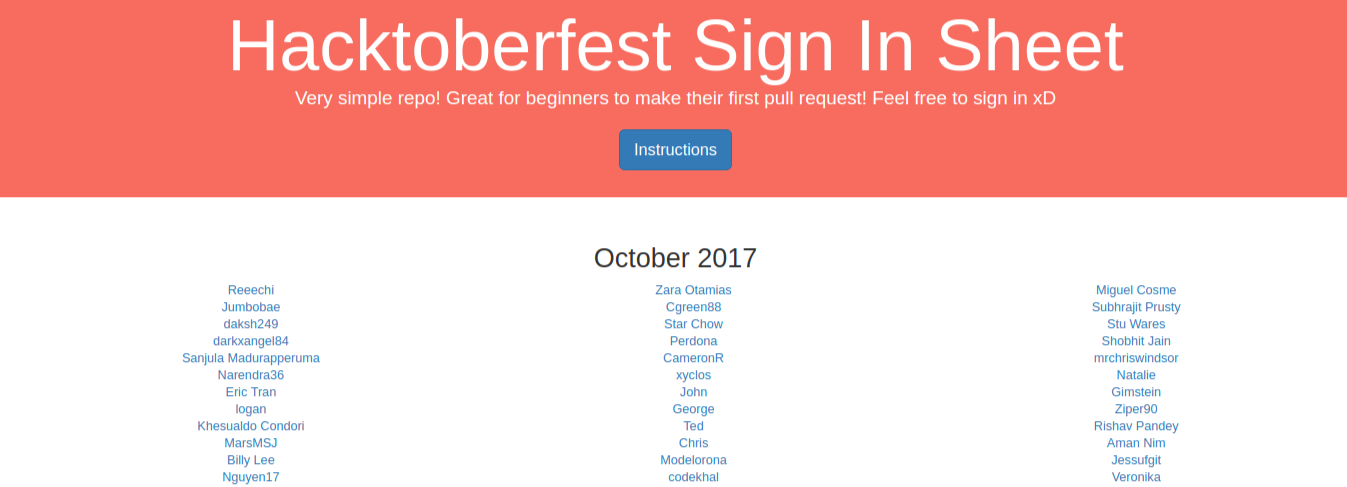 Hacktoberfest Sign In Sheet
Very simple repo! Great for beginners to make their first pull request! Feel free to sign in xD
Instructions
October 2017
Reeechi
Jumbobae
daksh249
darkxangel84
Sanjula Madurapperuma
Narendra36
Eric Tran
logan
Khesualdo Condori
MarsMSJ
Billy Lee
Nguyen17
Zara Otamias
Cgreen88
Star Chow
Perdona
CameronR
xyclos
John
George
Ted
Chris
Modelorona
codekhal
Miguel Cosme
Subhrajit Prusty
Stu Wares
Shobhit Jain
mrchriswindsor
Natalie
Gimstein
Ziper90
Rishav Pandey
Aman Nim
Jessufgit
Veronika